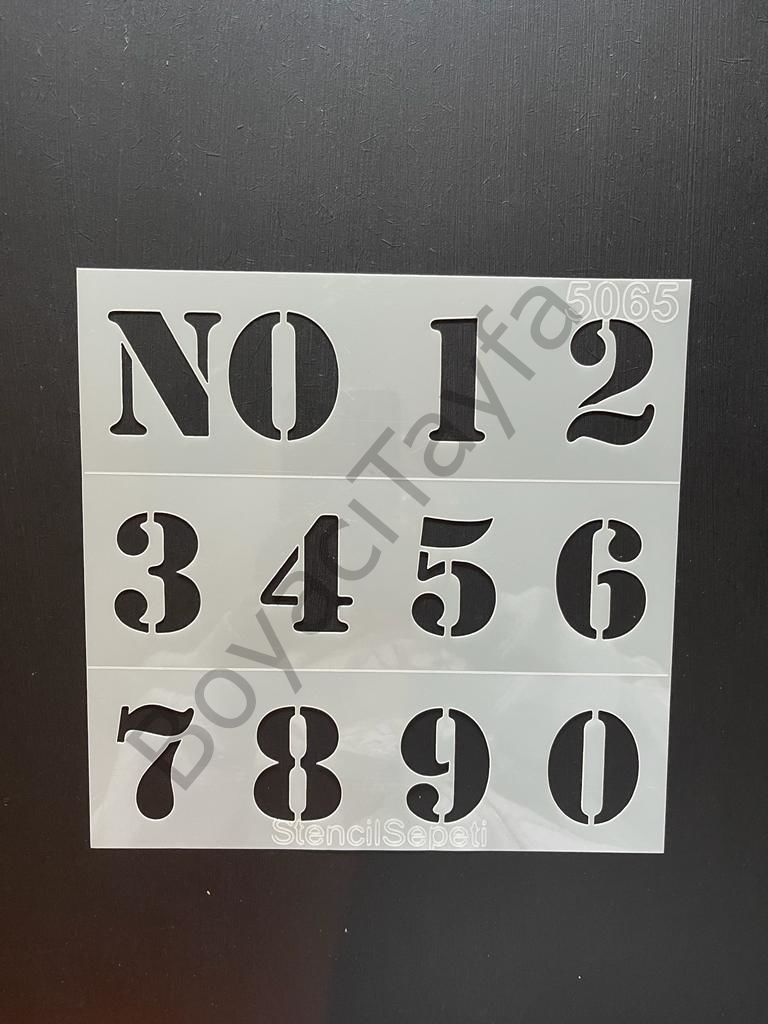 5065
NO 1 2
3 4 5 6
7 8 9 0
StencilSepeti
BoyacıTayfa